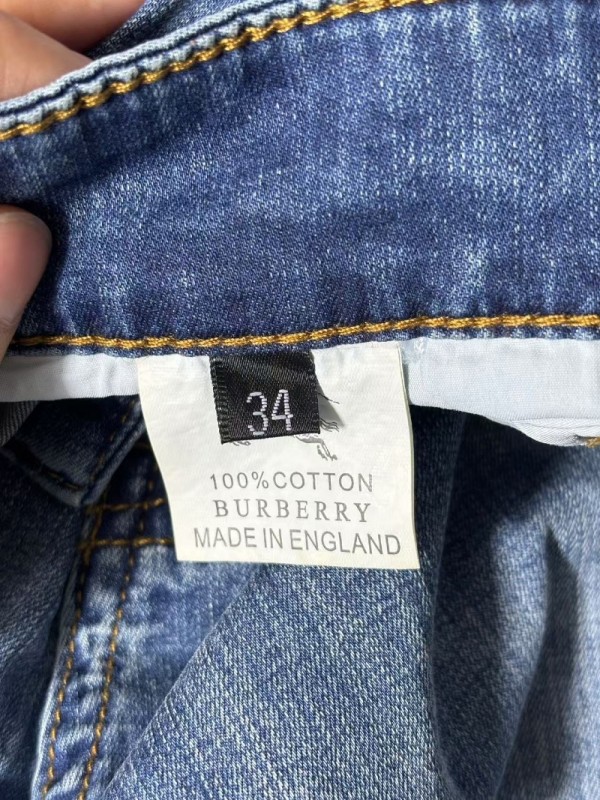 34
100% COTTON
BURBERRY
MADE IN ENGLAND